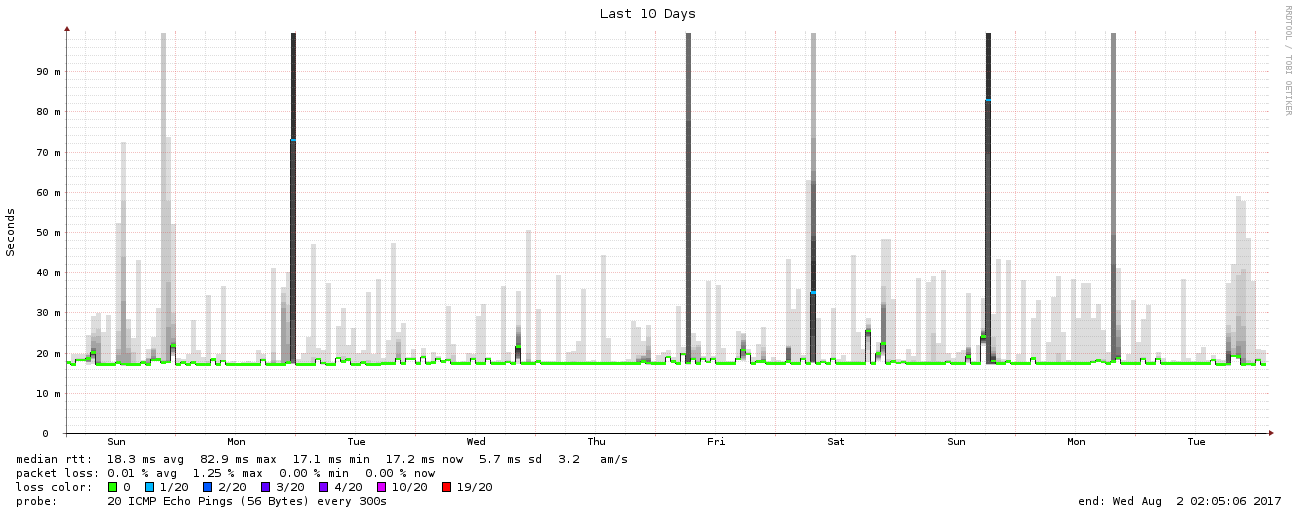 Last 10 Days
RRDTOOL / TOBI OETIKER
Seconds
90 m
80 m
70 m
60 m
50 m
40 m
30 m
20 m
10 m
0
Sun Mon Tue Wed Thu Fri Sat Sun Mon Tue
median rtt: 18.3 ms avg 82.9 ms max 17.1 ms min 17.2 ms now 5.7 ms sd 3.2 am/s
packet loss: 0.01 % avg 1.25 % max 0.00 % min 0.00 % now
loss color: 0 1/20 2/20 3/20 4/20 10/20 19/20
probe: 20 ICMP Echo Pings (56 Bytes) every 300s end: Wed Aug 2 02:05:06 2017